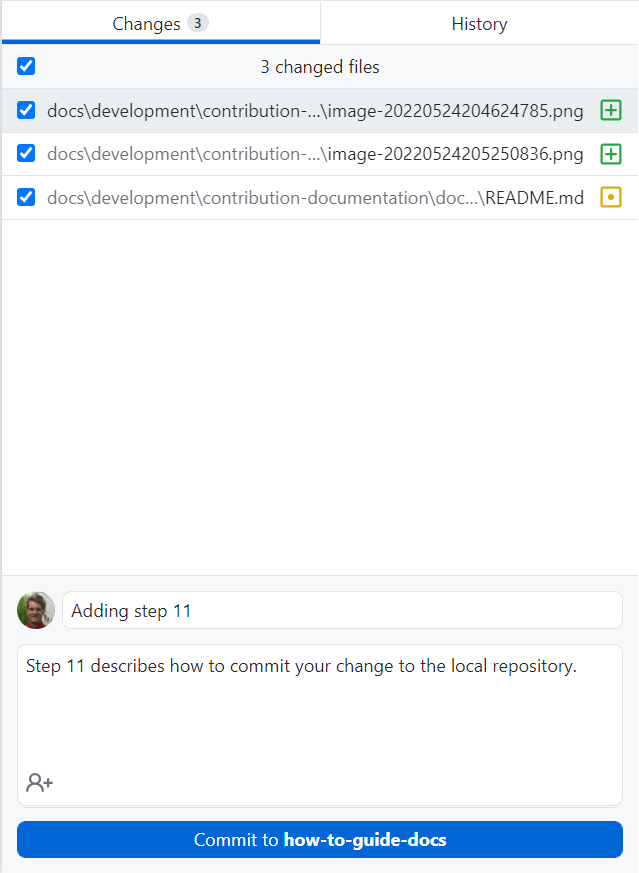 Changes 3 History
3 changed files
docs\development\contribution-...\image-20220524204624785.png
docs\development\contribution-...\image-20220524205250836.png
docs\development\contribution-documentation\doc...\README.md
Adding step 11
Step 11 describes how to commit your change to the local repository.
Commit to how-to-guide-docs